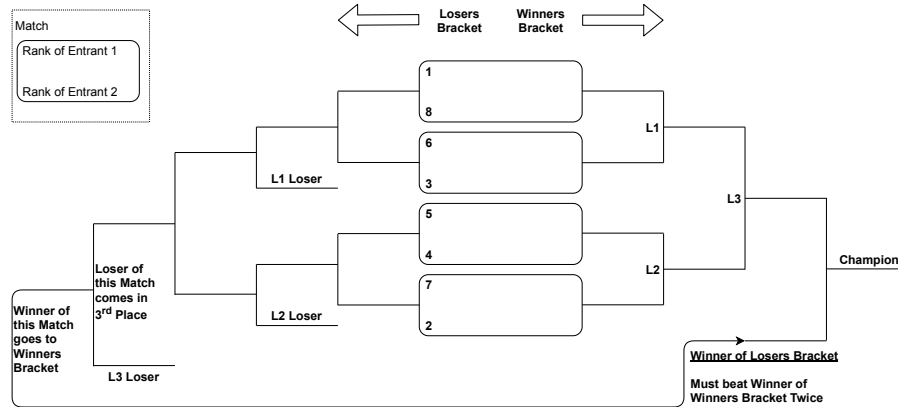 Match
Rank of Entrant 1
Rank of Entrant 2
Losers
Bracket
Winners
Bracket
1
8
6
3
5
4
7
2
L1
L2
L3
Champion
L1 Loser
L2 Loser
Loser of
this Match
comes in
3rd Place
L3 Loser
Winner of
this Match
goes to
Winners
Bracket
Winner of Losers Bracket
Must beat Winner of
Winners Bracket Twice